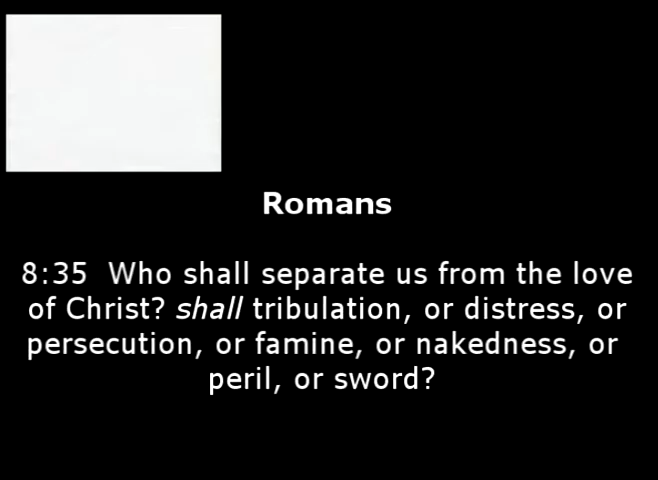 Romans
8:35 Who shall separate us from the love
of Christ? shall tribulation, or distress, or
persecution, or famine, or nakedness, or
peril, or sword?